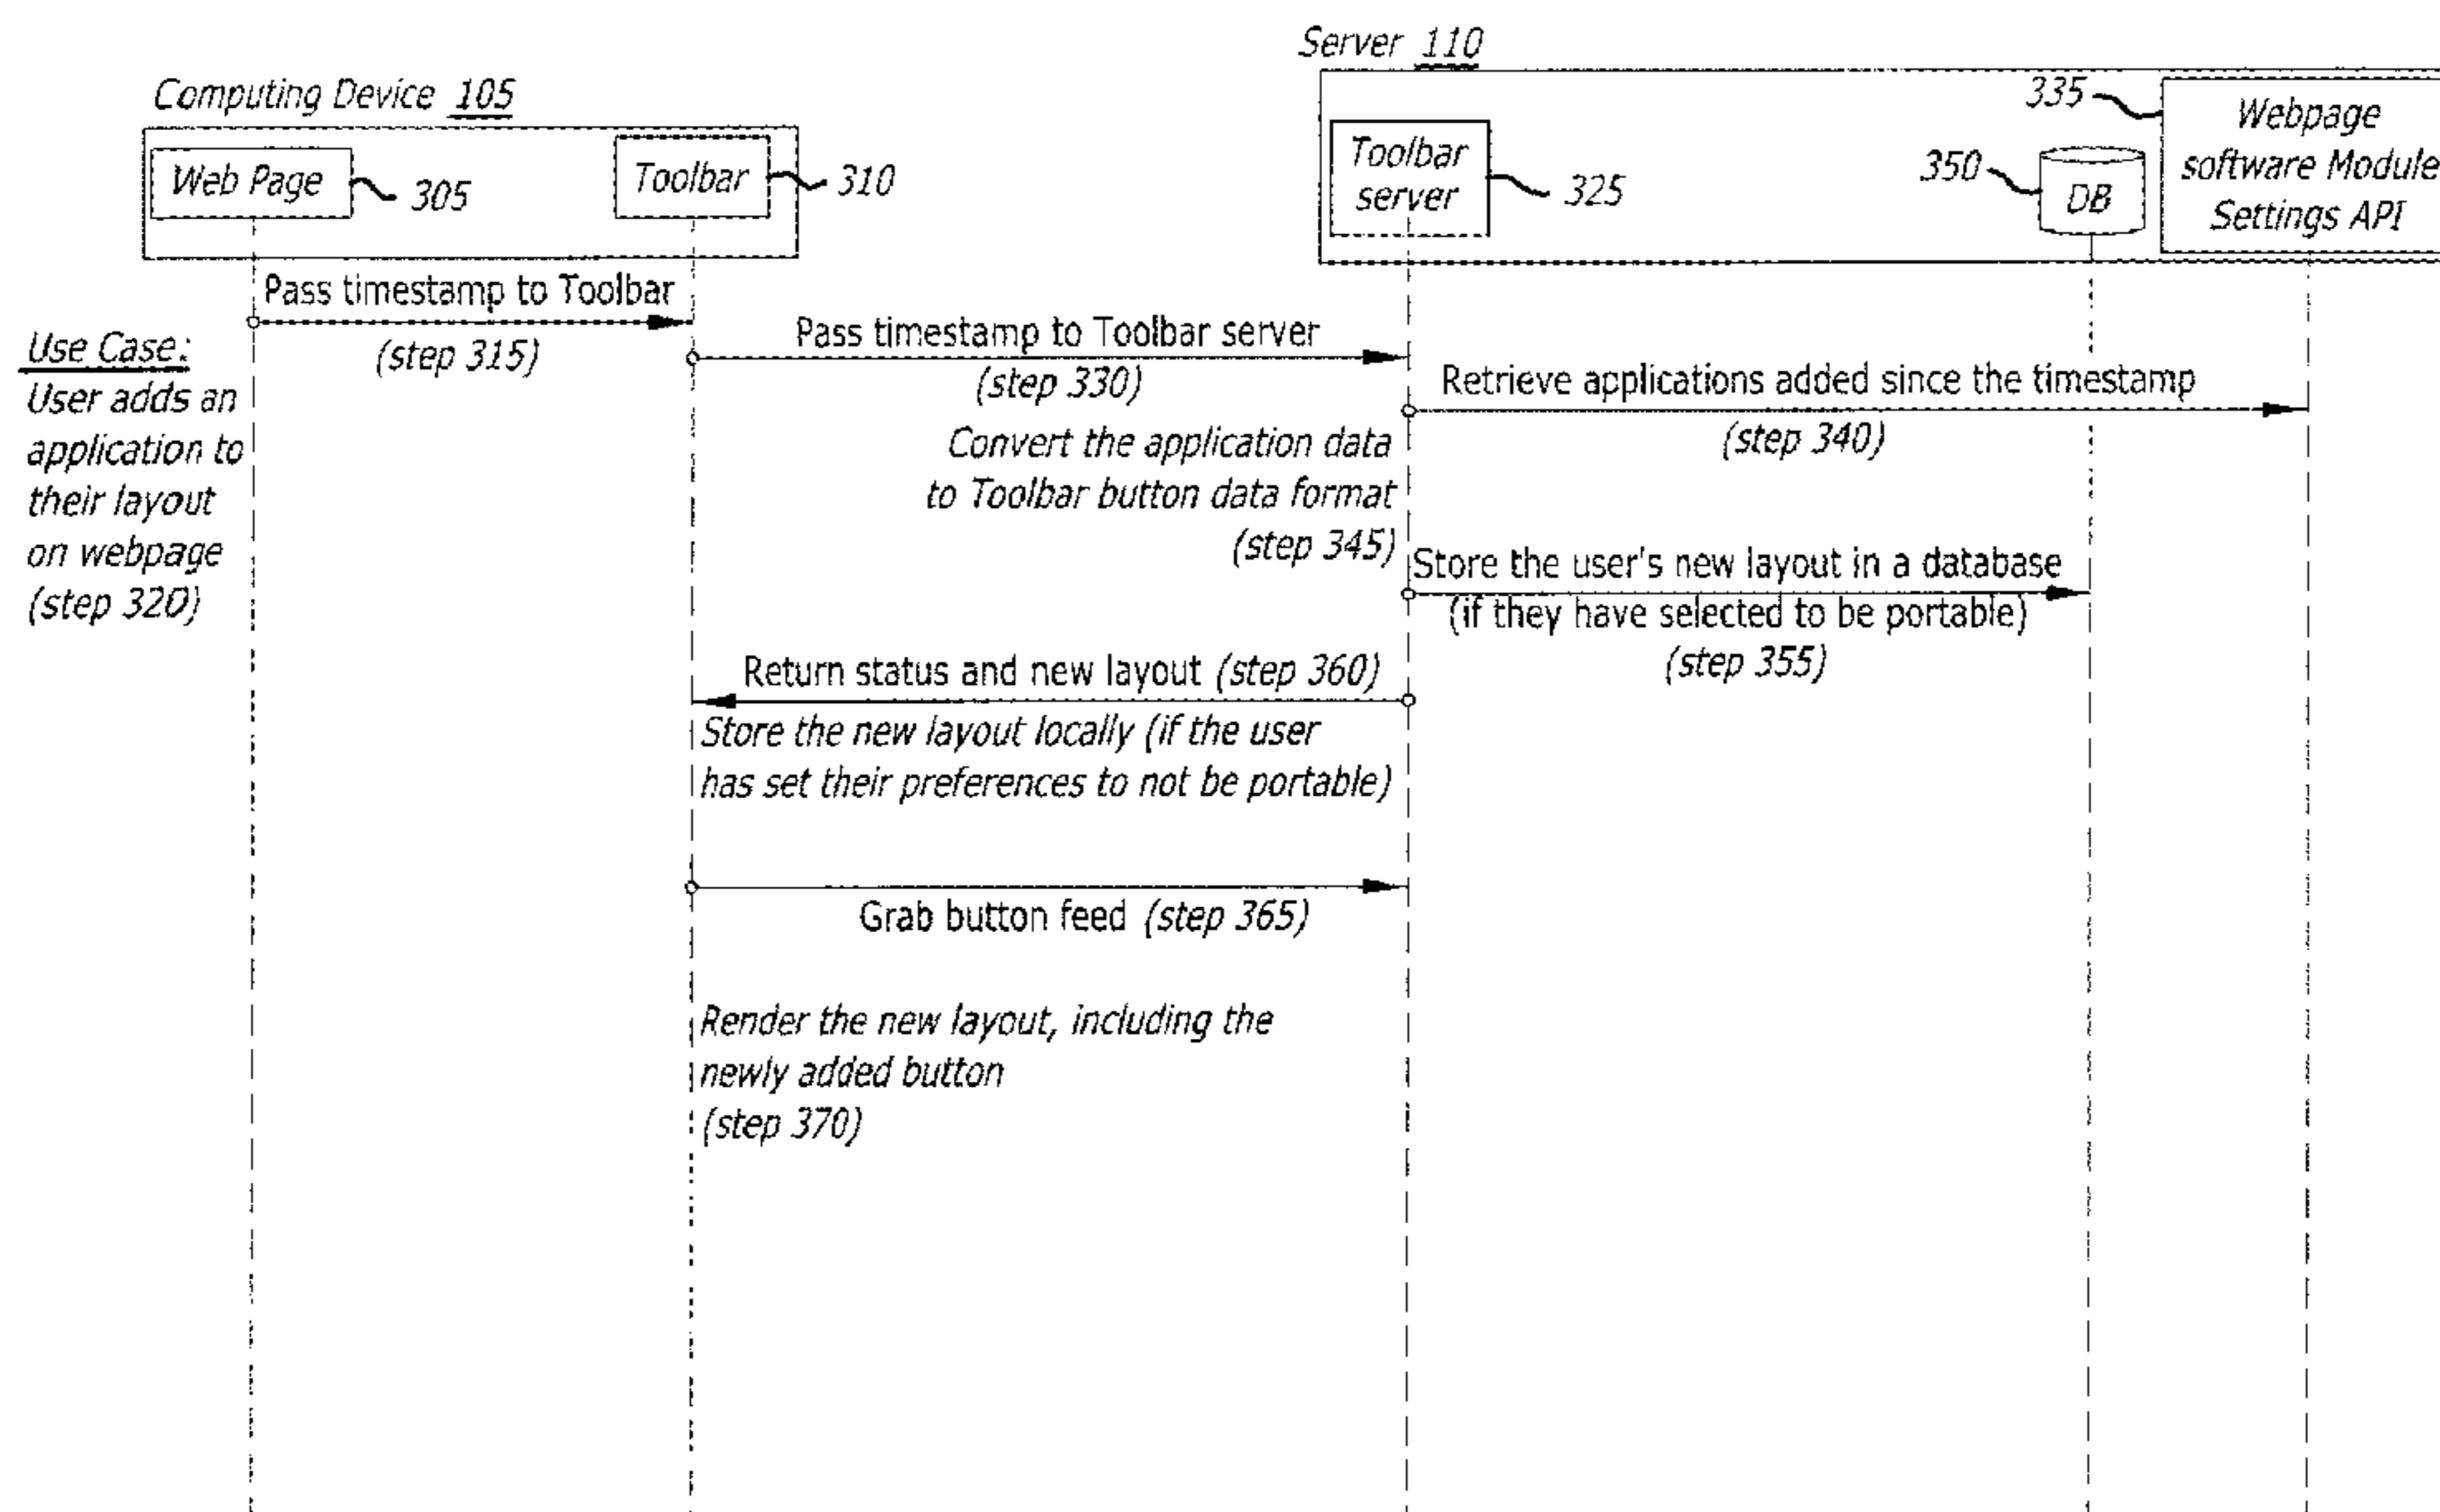 Server 110
Computing Device 105
Web Page
305
Toolbar
310
Toolbar
server
325
350
DB
335
Webpage
software Module
Settings API
Pass timestamp to Toolbar
(step 315)
Use Case:
User adds an
application to
their layout
on webpage
(step 320)
Pass timestamp to Toolbar server
(step 330)
Retrieve applications added since the timestamp
(step 340)
Convert the application data
to Toolbar button data format
(step 345)
Store the user's new layout in a database
(if they have selected to be portable)
(step 355)
Return status and new layout (step 360)
Store the new layout locally (if the user
has set their preferences to not be portable)
Grab button feed (step 365)
Render the new layout, including the
newly added button
(step 370)